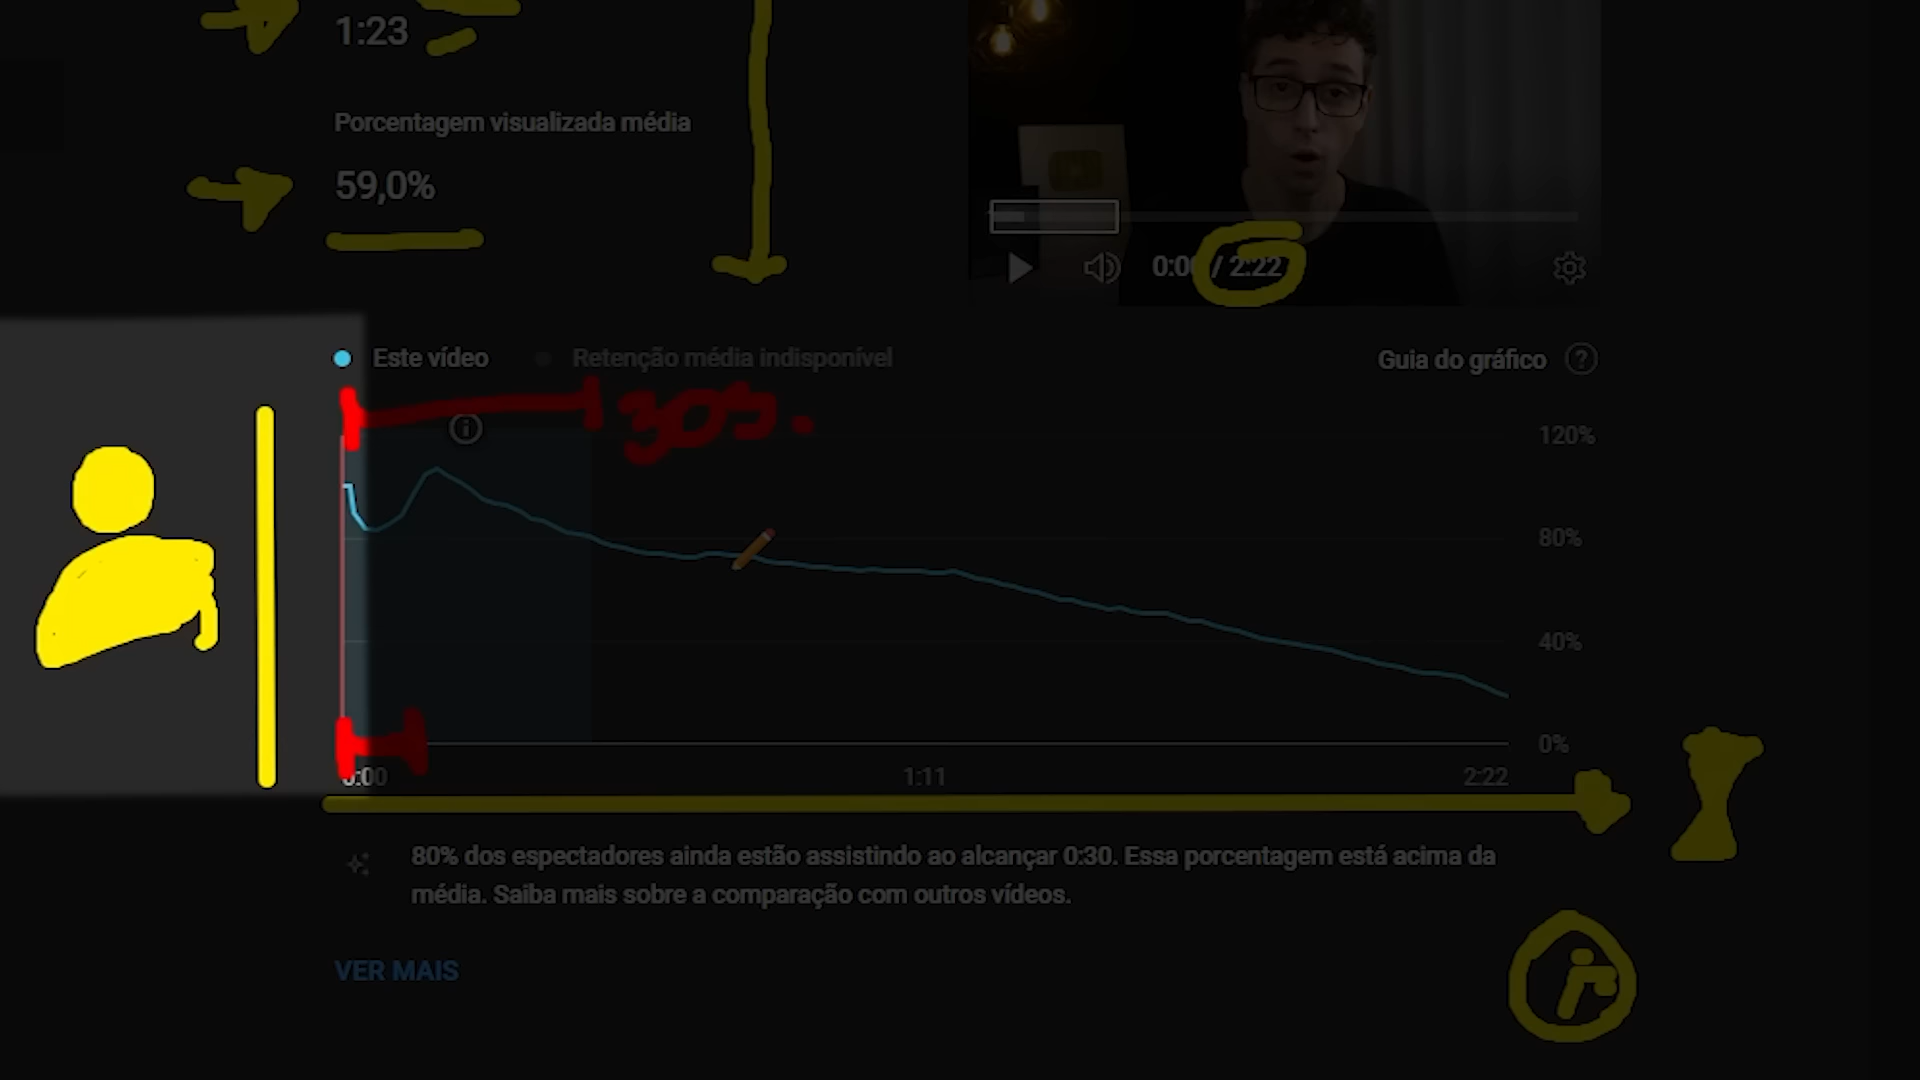 1:23
Porcentagem visualizada média
59,0%
0:00 / 2:22
Este vídeo
Retenção média indisponível
Guia do gráfico ?
30s.
120%
80%
40%
0%
0:00
1:11
2:22
80% dos espectadores ainda estão assistindo ao alcançar 0:30. Essa porcentagem está acima da
média. Saiba mais sobre a comparação com outros vídeos.
VER MAIS